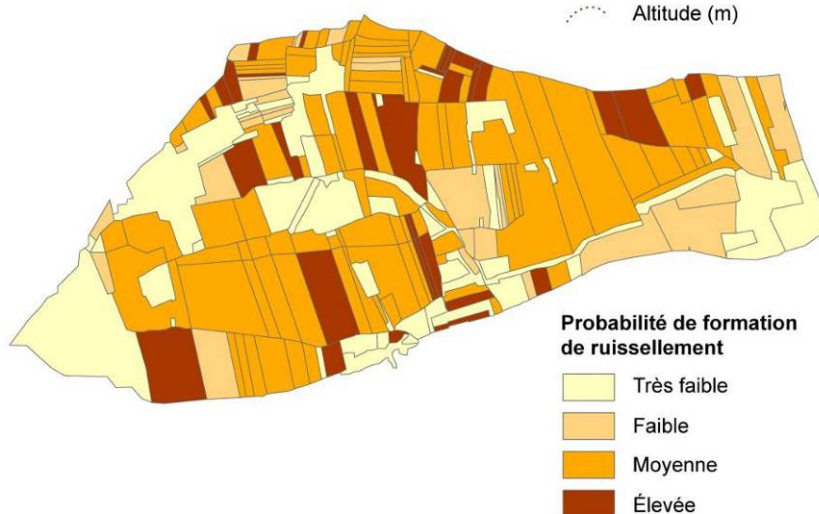 Altitude (m)
Probabilité de formation
de ruissellement
Très faible
Faible
Moyenne
Élevée